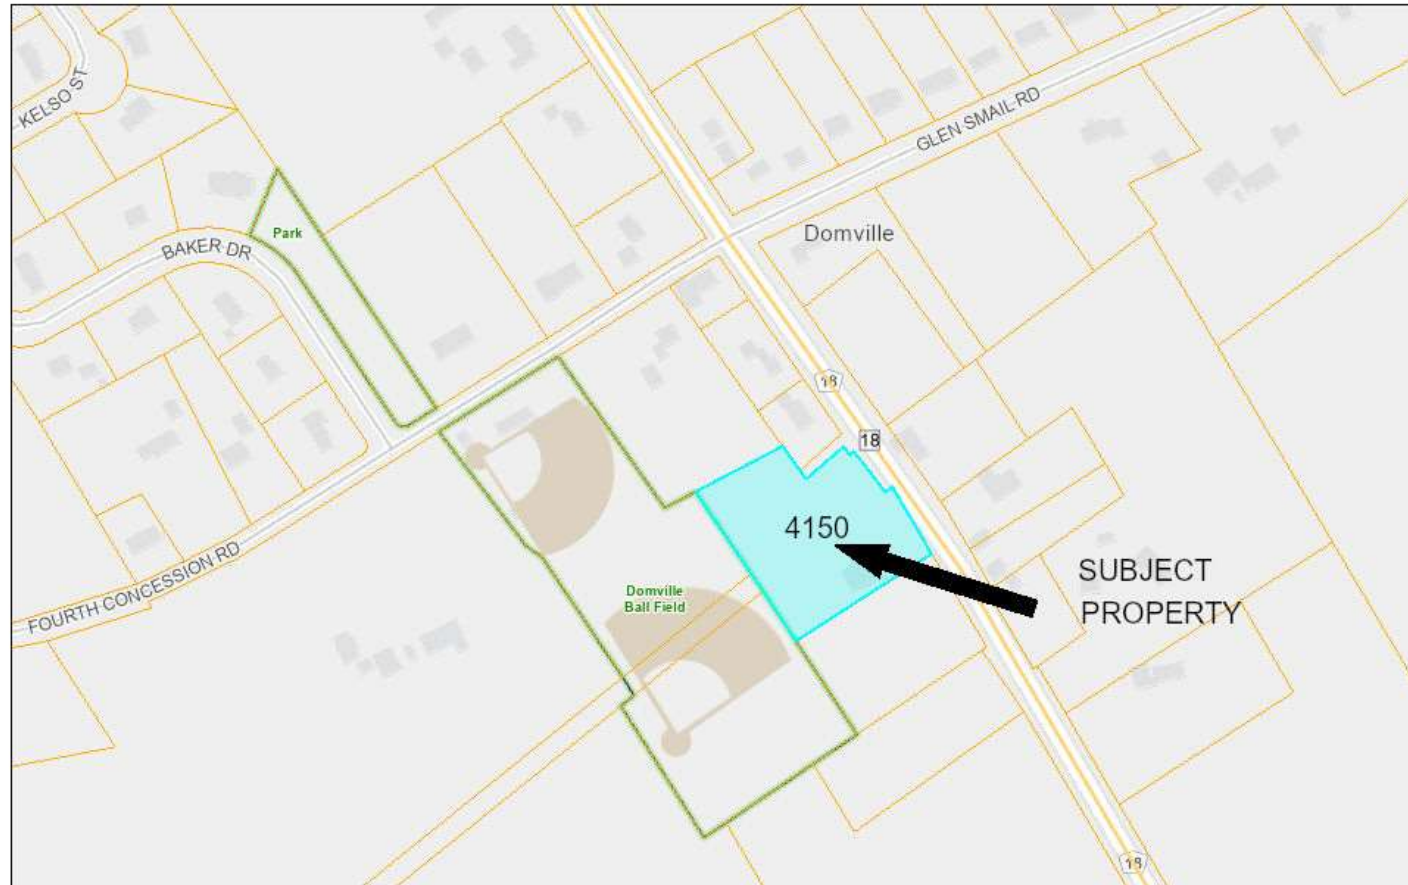 KELSO ST
GLEN SMAIL RD
Park
Domville
BAKER DR
18
18
4150
SUBJECT
PROPERTY
FOURTH CONCESSION RD
Domville
Ball Field
18